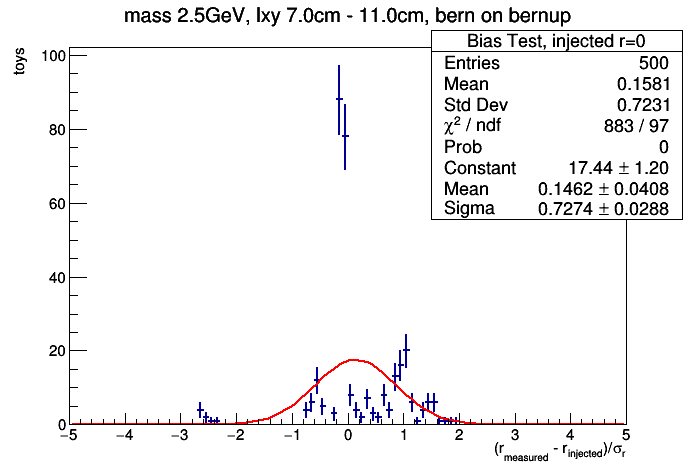 mass 2.5GeV, lxy 7.0cm - 11.0cm, bern on bernup
Bias Test, injected r=0
Entries 500
Mean 0.1581
Std Dev 0.7231
χ² / ndf 883 / 97
Prob 0
Constant 17.44 ± 1.20
Mean 0.1462 ± 0.0408
Sigma 0.7274 ± 0.0288
toys
100
80
60
40
20
0
−5 −4 −3 −2 −1 0 1 2 3 4 5
(r_measured - r_injected)/σ_r